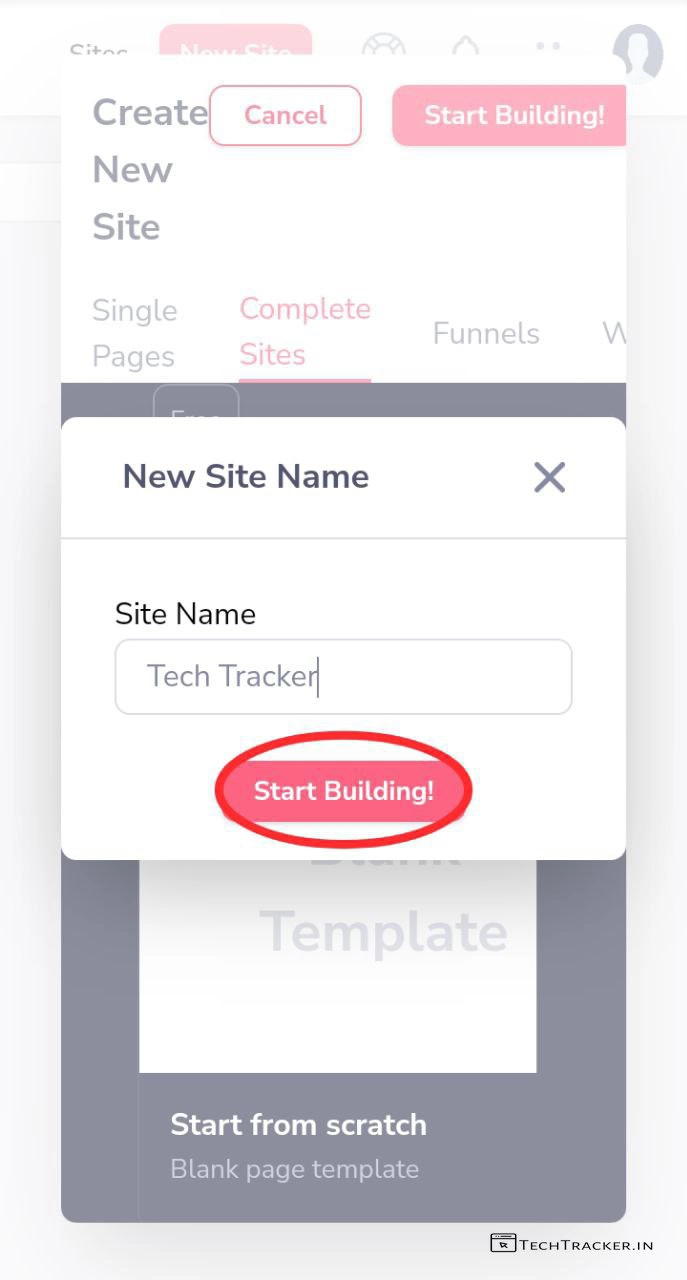 Sites New Site
Create Cancel Start Building!
New
Site
Single Complete Funnels W
Pages Sites
Free
New Site Name
Site Name
Tech Tracker
Start Building!
Blank
Template
Start from scratch
Blank page template
TECHTRACKER.IN